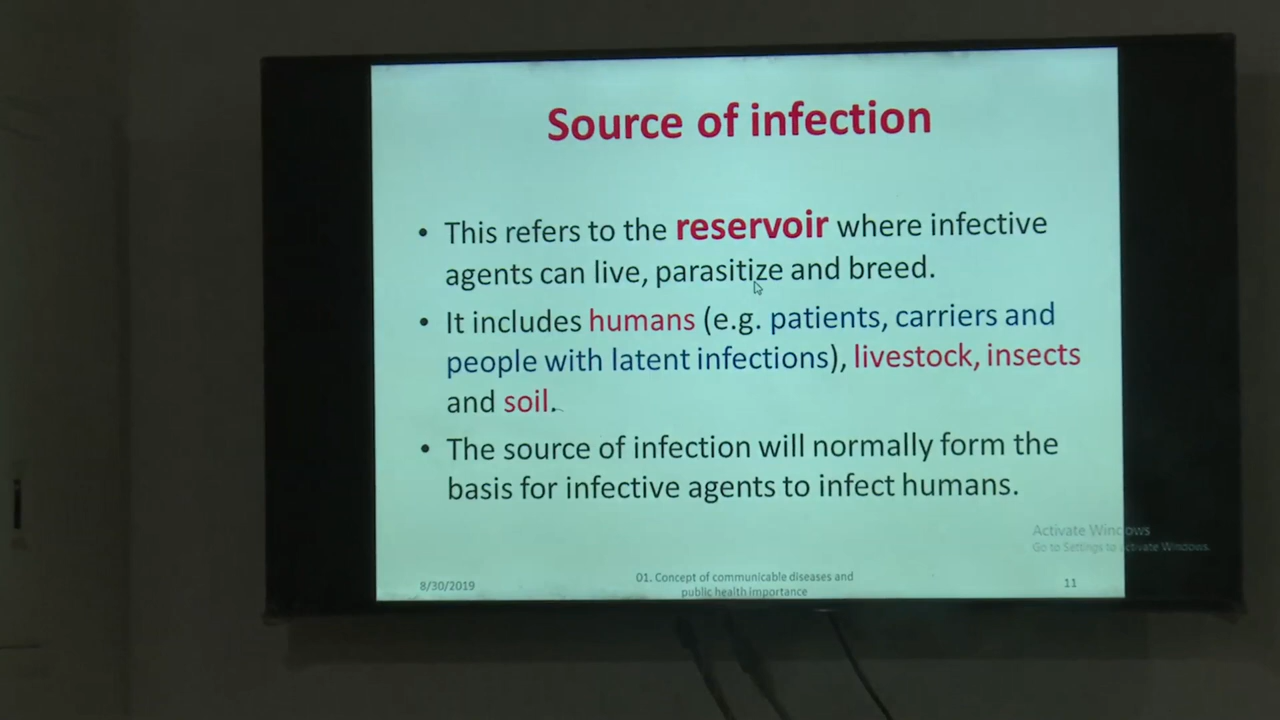 Source of infection
• This refers to the reservoir where infective
agents can live, parasitize and breed.
• It includes humans (e.g. patients, carriers and
people with latent infections), livestock, insects
and soil.
• The source of infection will normally form the
basis for infective agents to infect humans.
Activate Windows
Go to Settings to activate Windows.
8/30/2019
01. Concept of communicable diseases and
public health importance
11